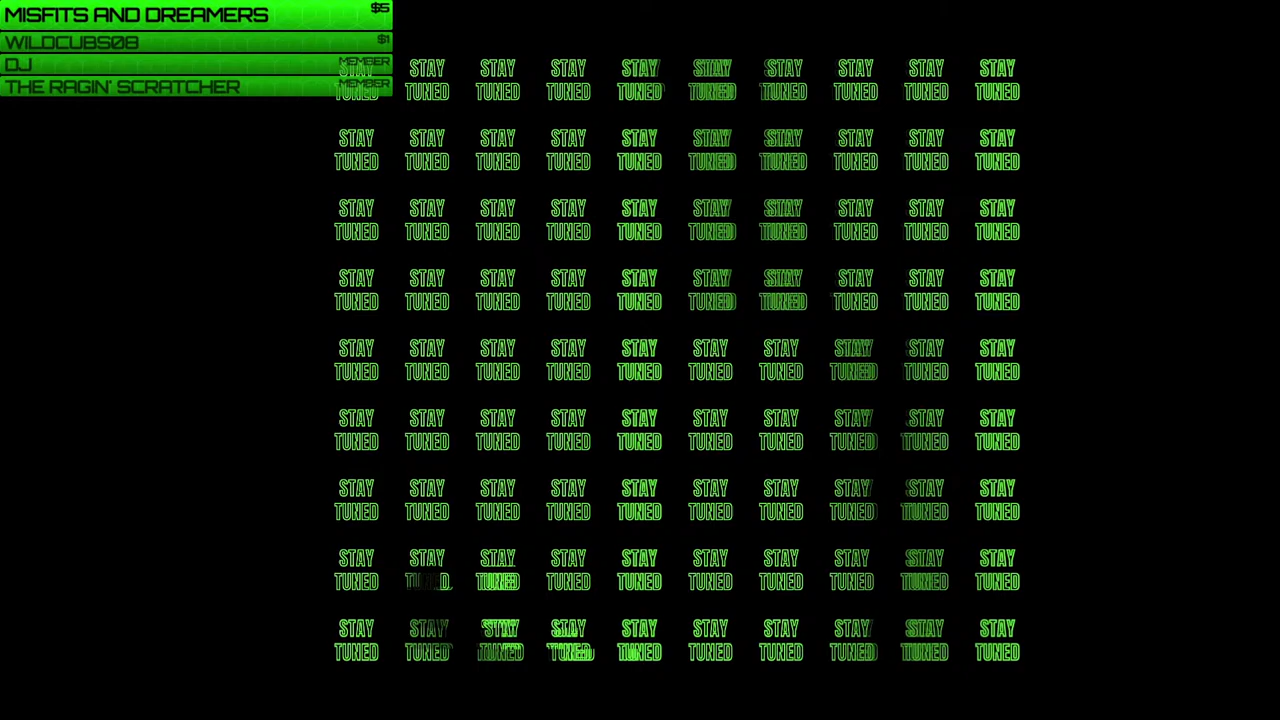 MISFITS AND DREAMERS $5
WILDCUBS08 $1
DJ MEMBER
THE RAGIN' SCRATCHER MEMBER
STAY STAY STAY STAY STAY STAY STAY STAY STAY STAY
TUNED TUNED TUNED TUNED TUNED TUNED TUNED TUNED TUNED TUNED
STAY STAY STAY STAY STAY STAY STAY STAY STAY STAY
TUNED TUNED TUNED TUNED TUNED TUNED TUNED TUNED TUNED TUNED
STAY STAY STAY STAY STAY STAY STAY STAY STAY STAY
TUNED TUNED TUNED TUNED TUNED TUNED TUNED TUNED TUNED TUNED
STAY STAY STAY STAY STAY STAY STAY STAY STAY STAY
TUNED TUNED TUNED TUNED TUNED TUNED TUNED TUNED TUNED TUNED
STAY STAY STAY STAY STAY STAY STAY STAY STAY STAY
TUNED TUNED TUNED TUNED TUNED TUNED TUNED TUNED TUNED TUNED
STAY STAY STAY STAY STAY STAY STAY STAY STAY STAY
TUNED TUNED TUNED TUNED TUNED TUNED TUNED TUNED TUNED TUNED
STAY STAY STAY STAY STAY STAY STAY STAY STAY STAY
TUNED TUNED TUNED TUNED TUNED TUNED TUNED TUNED TUNED TUNED
STAY STAY STAY STAY STAY STAY STAY STAY STAY STAY
TUNED TUNED TUNED TUNED TUNED TUNED TUNED TUNED TUNED
STAY STAY STAY STAY STAY STAY STAY STAY STAY STAY
TUNED TUNED TUNED TUNED TUNED TUNED TUNED TUNED TUNED TUNED